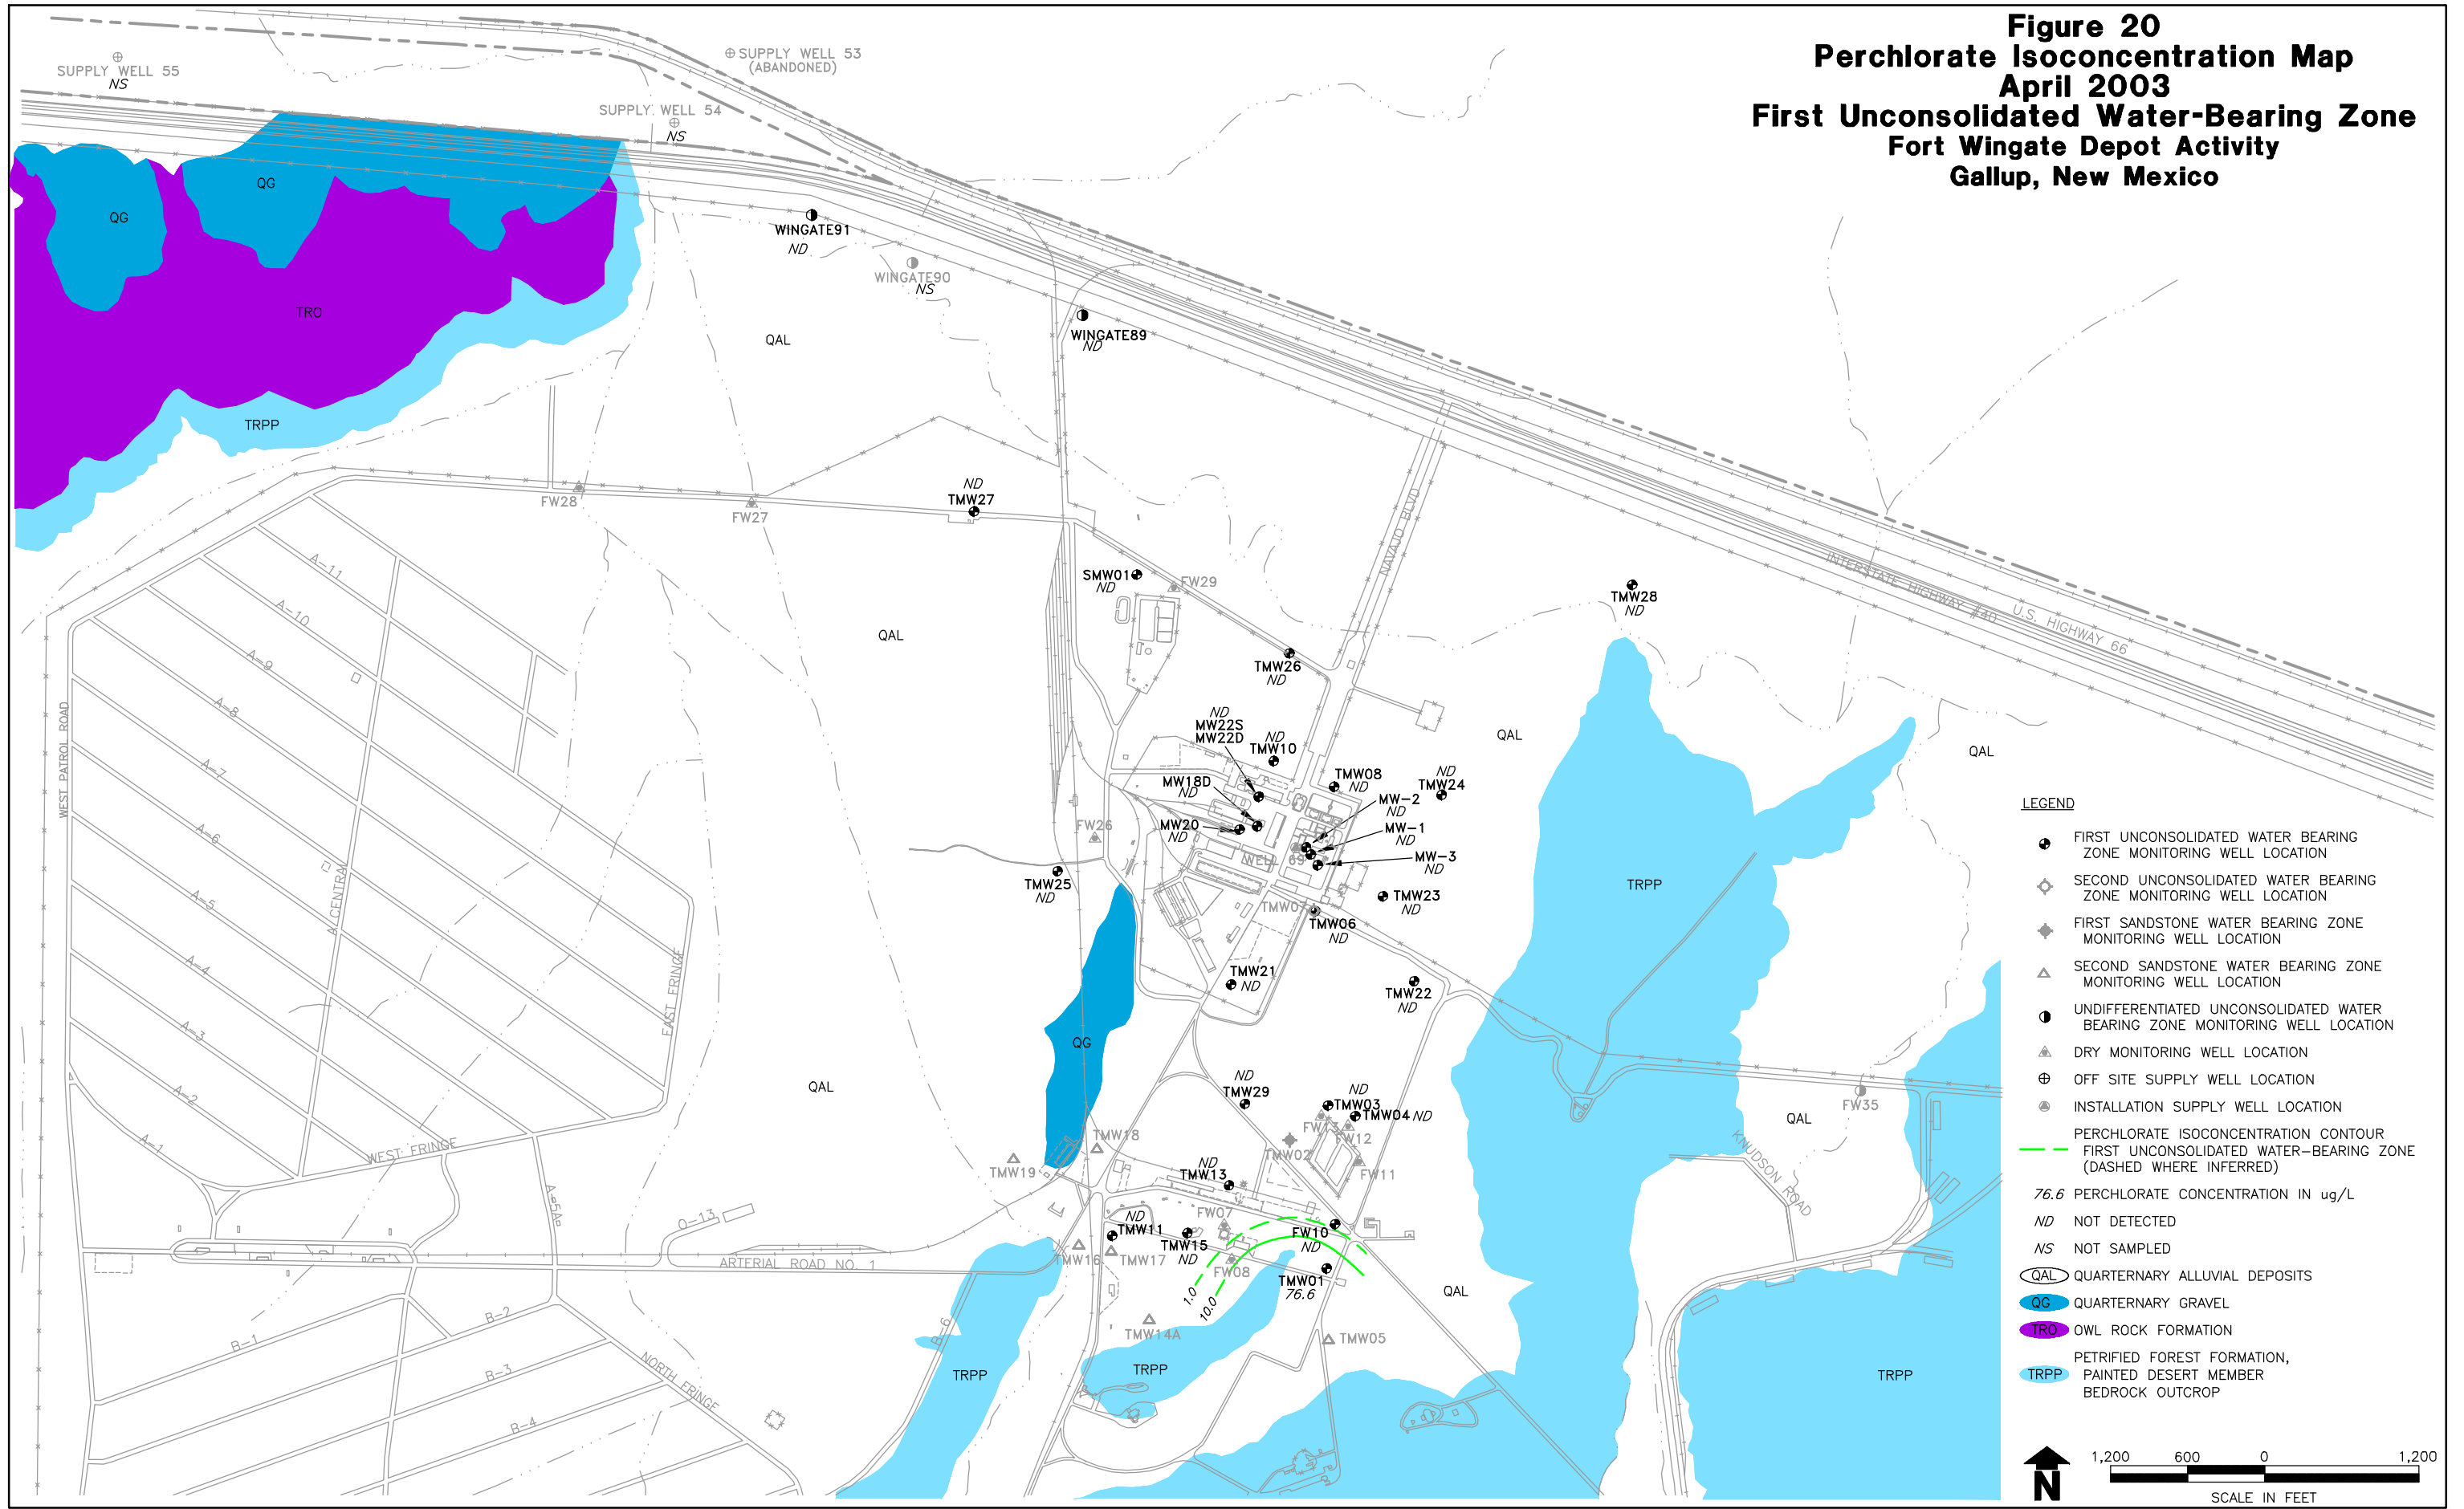 Figure 20
Perchlorate Isoconcentration Map
April 2003
First Unconsolidated Water-Bearing Zone
Fort Wingate Depot Activity
Gallup, New Mexico
SUPPLY WELL 55
NS
SUPPLY WELL 53
(ABANDONED)
SUPPLY WELL 54
NS
QG
QG
TRO
TRPP
WINGATE91
ND
WINGATE90
NS
WINGATE89
ND
QAL
FW28
FW27
ND
TMW27
NAVAJO BLVD
SMW01
ND
FW29
TMW28
ND
INTERSTATE HIGHWAY #40
U.S. HIGHWAY 66
QAL
TMW26
ND
A-11
A-10
A-9
A-8
A-7
A-6
A-5
A-4
A-3
A-2
A-1
WEST PATROL ROAD
A-CENTRAL
EAST FRINGE
WEST FRINGE
ND
MW22S
MW22D
ND
TMW10
QAL
QAL
MW18D
ND
TMW08
ND
ND
TMW24
MW-2
ND
MW20
ND
MW-1
ND
FW26
WELL 69
MW-3
ND
TMW25
ND
TMW23
ND
TMW07
TMW06
ND
TRPP
TMW21
ND
TMW22
ND
QG
QAL
ND
TMW29
ND
TMW03
TMW04 ND
FW13
FW12
TMW02
FW11
FW35
QAL
KNUDSON ROAD
TMW18
TMW19
ND
TMW13
A-5A
O-13
ND
TMW11
TMW15
ND
FW07
FW08
FW10
ND
TMW16
TMW17
ARTERIAL ROAD NO. 1
TMW01
76.6
1.0
10.0
QAL
TMW14A
TMW05
B-6
B-1
B-2
B-3
B-4
NORTH FRINGE
TRPP
TRPP
TRPP
LEGEND
FIRST UNCONSOLIDATED WATER BEARING
ZONE MONITORING WELL LOCATION
SECOND UNCONSOLIDATED WATER BEARING
ZONE MONITORING WELL LOCATION
FIRST SANDSTONE WATER BEARING ZONE
MONITORING WELL LOCATION
SECOND SANDSTONE WATER BEARING ZONE
MONITORING WELL LOCATION
UNDIFFERENTIATED UNCONSOLIDATED WATER
BEARING ZONE MONITORING WELL LOCATION
DRY MONITORING WELL LOCATION
OFF SITE SUPPLY WELL LOCATION
INSTALLATION SUPPLY WELL LOCATION
PERCHLORATE ISOCONCENTRATION CONTOUR
FIRST UNCONSOLIDATED WATER-BEARING ZONE
(DASHED WHERE INFERRED)
76.6 PERCHLORATE CONCENTRATION IN ug/L
ND NOT DETECTED
NS NOT SAMPLED
QAL QUARTERNARY ALLUVIAL DEPOSITS
QG QUARTERNARY GRAVEL
TRO OWL ROCK FORMATION
PETRIFIED FOREST FORMATION,
TRPP PAINTED DESERT MEMBER
BEDROCK OUTCROP
N
1,200 600 0 1,200
SCALE IN FEET